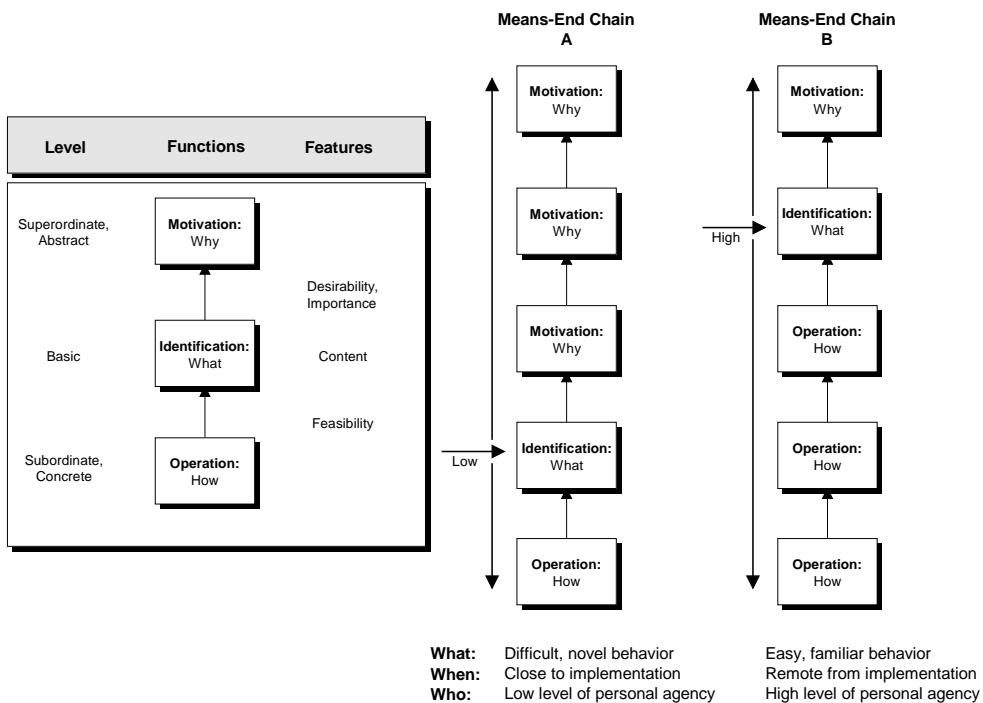 Level Functions Features
Superordinate,
Abstract
Motivation:
Why
Desirability,
Importance
Basic
Identification:
What
Content
Feasibility
Subordinate,
Concrete
Operation:
How
Means-End Chain
A
Motivation:
Why
Motivation:
Why
Motivation:
Why
Low
Identification:
What
Operation:
How
Means-End Chain
B
Motivation:
Why
High
Identification:
What
Operation:
How
Operation:
How
Operation:
How
What: Difficult, novel behavior Easy, familiar behavior
When: Close to implementation Remote from implementation
Who: Low level of personal agency High level of personal agency